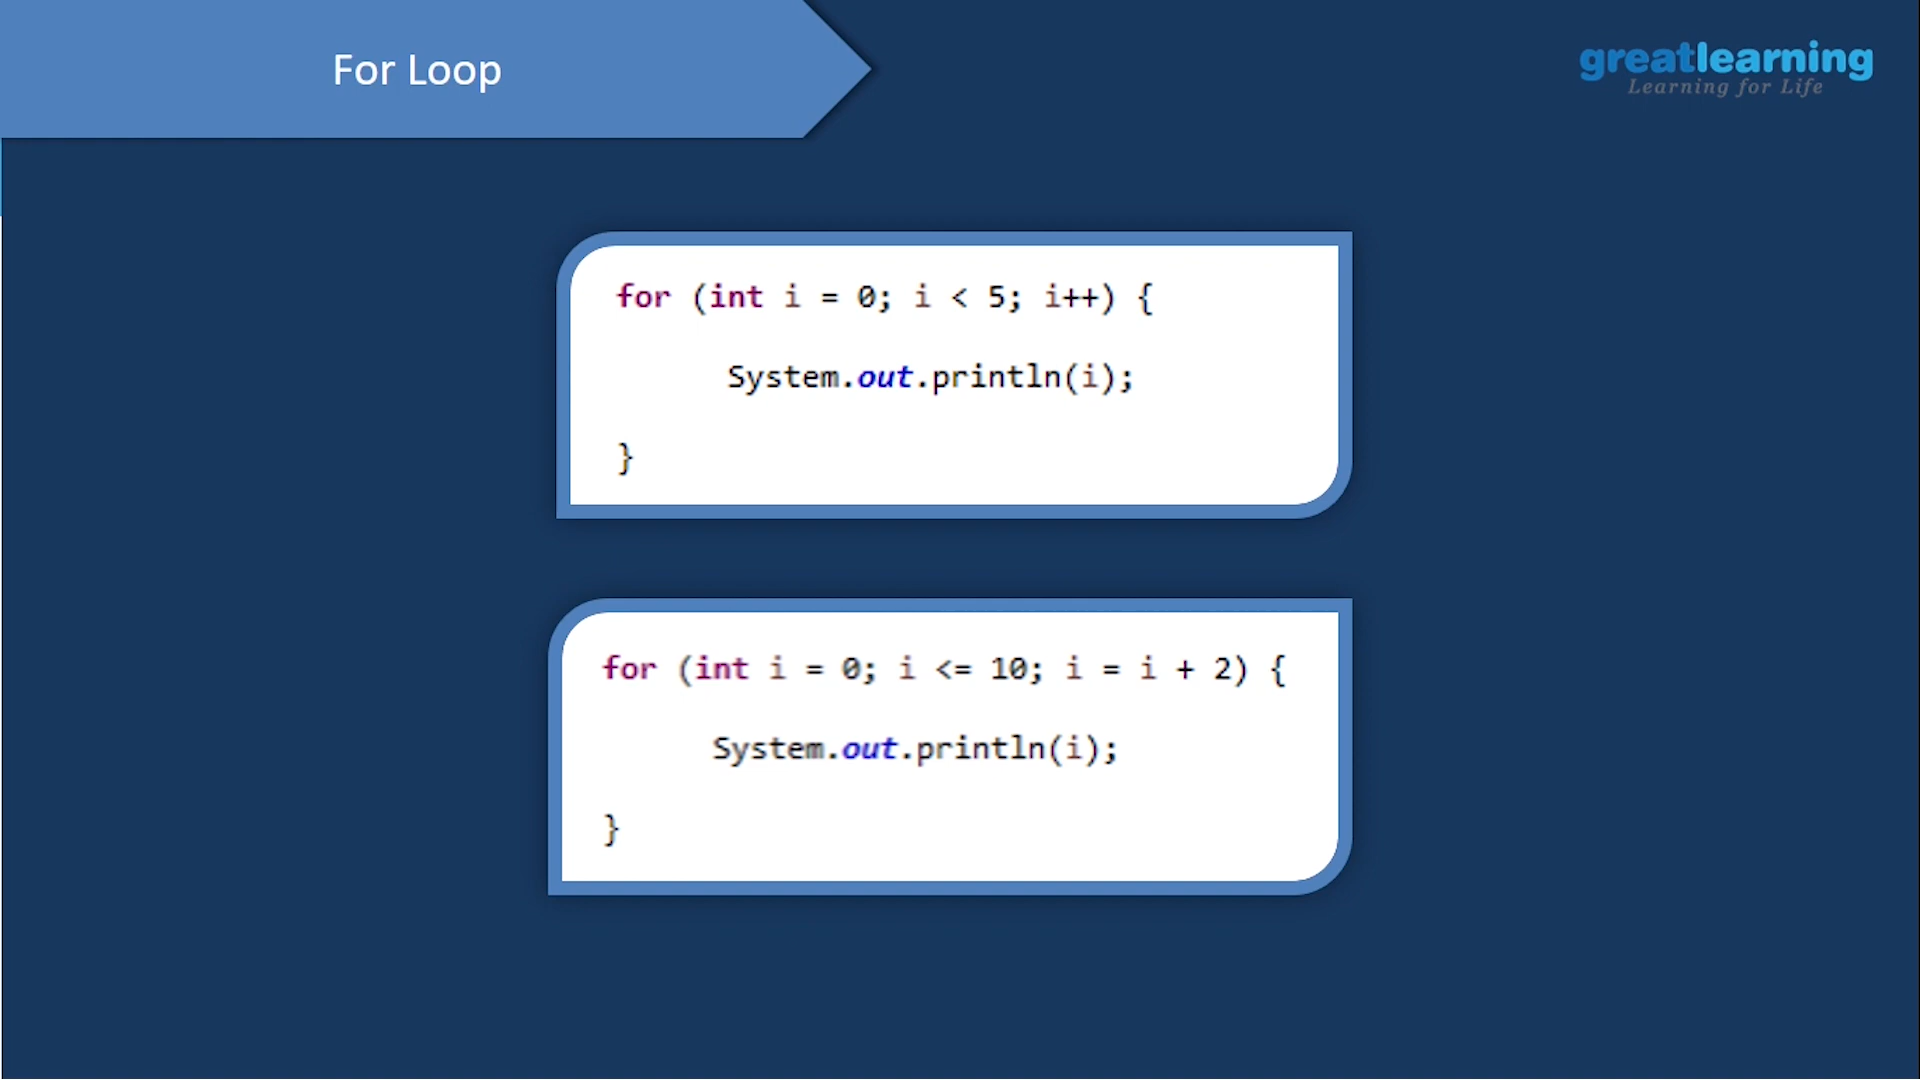 For Loop
greatlearning
Learning for Life
for (int i = 0; i < 5; i++) {
System.out.println(i);
}
for (int i = 0; i <= 10; i = i + 2) {
System.out.println(i);
}